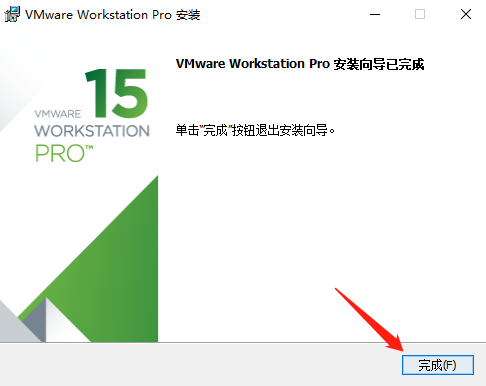 VMware Workstation Pro 安装
VMware Workstation Pro 安装向导已完成
15
VMWARE
WORKSTATION
PRO™
单击"完成"按钮退出安装向导。
完成(F)